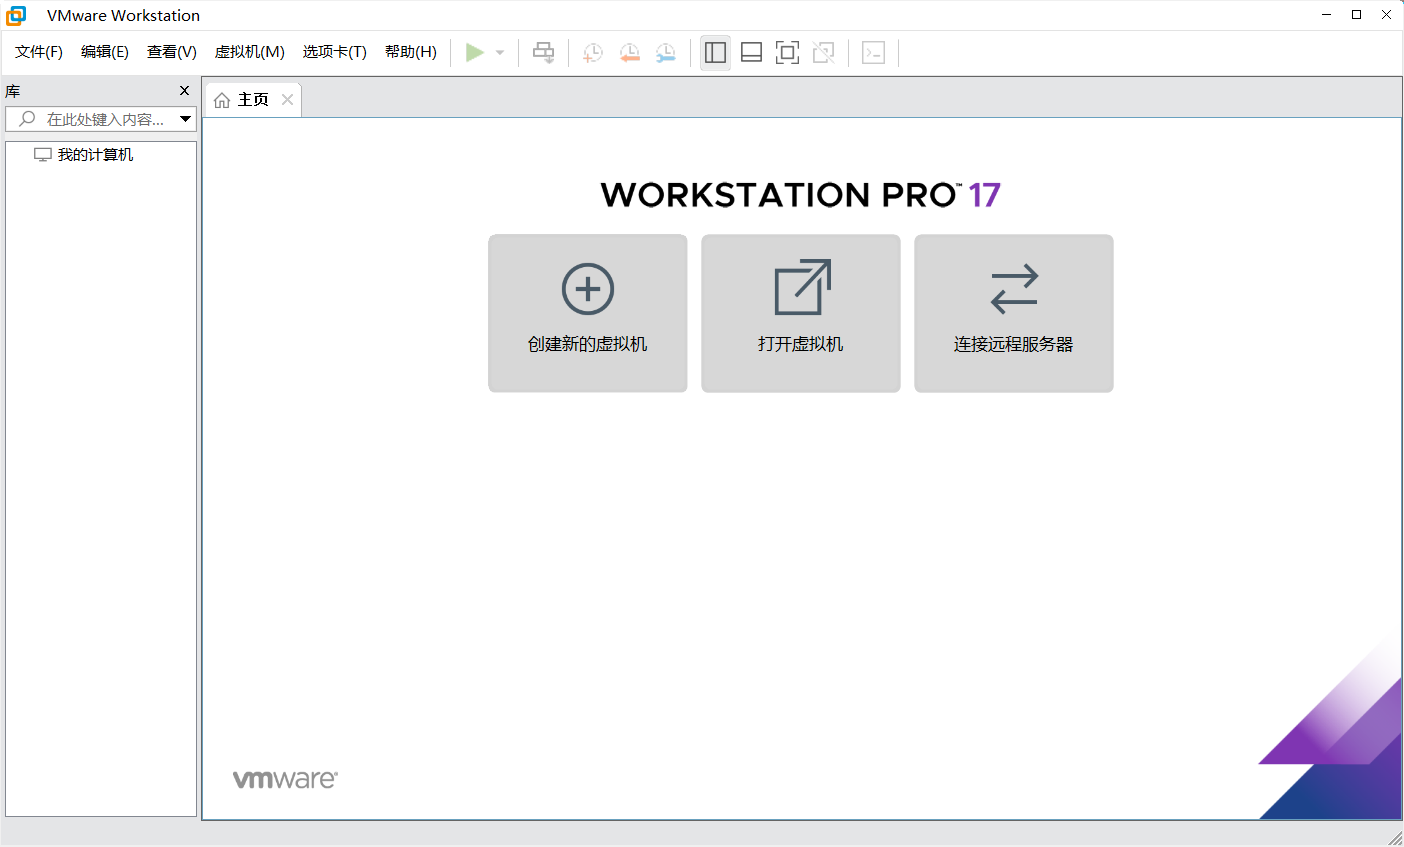 VMware Workstation
文件(F) 编辑(E) 查看(V) 虚拟机(M) 选项卡(T) 帮助(H)
库
在此处键入内容...
我的计算机
主页
WORKSTATION PRO™ 17
创建新的虚拟机
打开虚拟机
连接远程服务器
vmware®